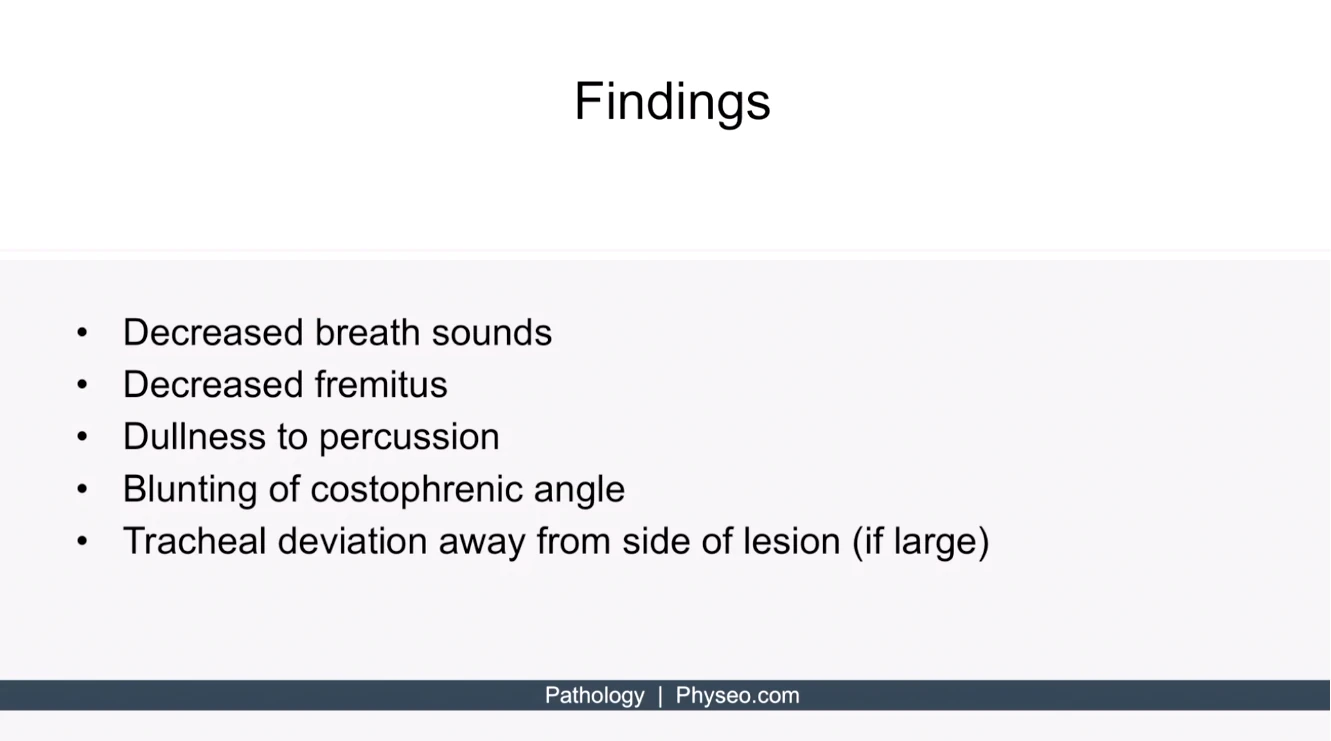 Findings
• Decreased breath sounds
• Decreased fremitus
• Dullness to percussion
• Blunting of costophrenic angle
• Tracheal deviation away from side of lesion (if large)
Pathology | Physeo.com